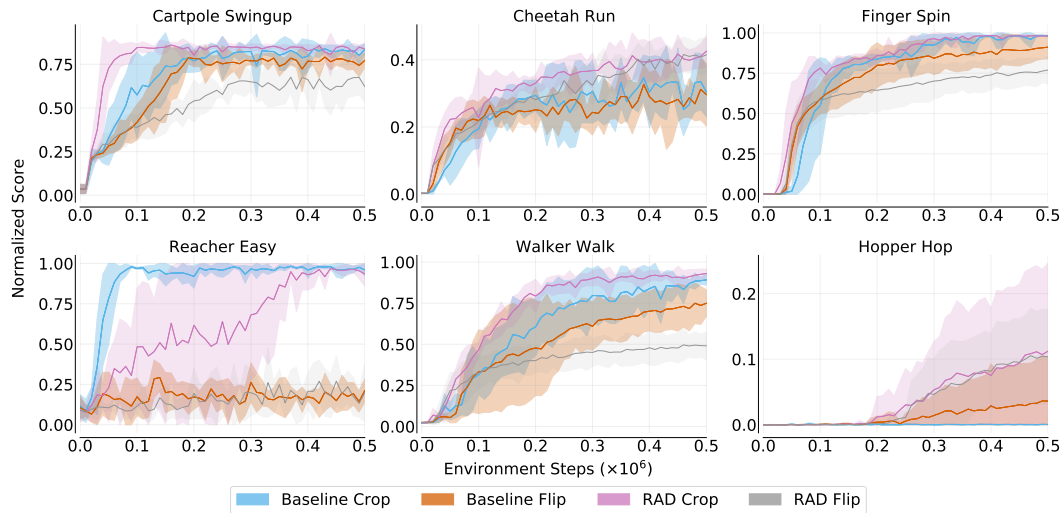 Cartpole Swingup
Cheetah Run
Finger Spin
Normalized Score
0.75
0.50
0.25
0.00
0.0 0.1 0.2 0.3 0.4 0.5
0.4
0.2
0.0
0.0 0.1 0.2 0.3 0.4 0.5
1.00
0.75
0.50
0.25
0.00
0.0 0.1 0.2 0.3 0.4 0.5
Reacher Easy
Walker Walk
Hopper Hop
1.00
0.75
0.50
0.25
0.00
0.0 0.1 0.2 0.3 0.4 0.5
1.00
0.75
0.50
0.25
0.00
0.0 0.1 0.2 0.3 0.4 0.5
0.2
0.1
0.0
0.0 0.1 0.2 0.3 0.4 0.5
Environment Steps (×10⁶)
Baseline Crop Baseline Flip RAD Crop RAD Flip